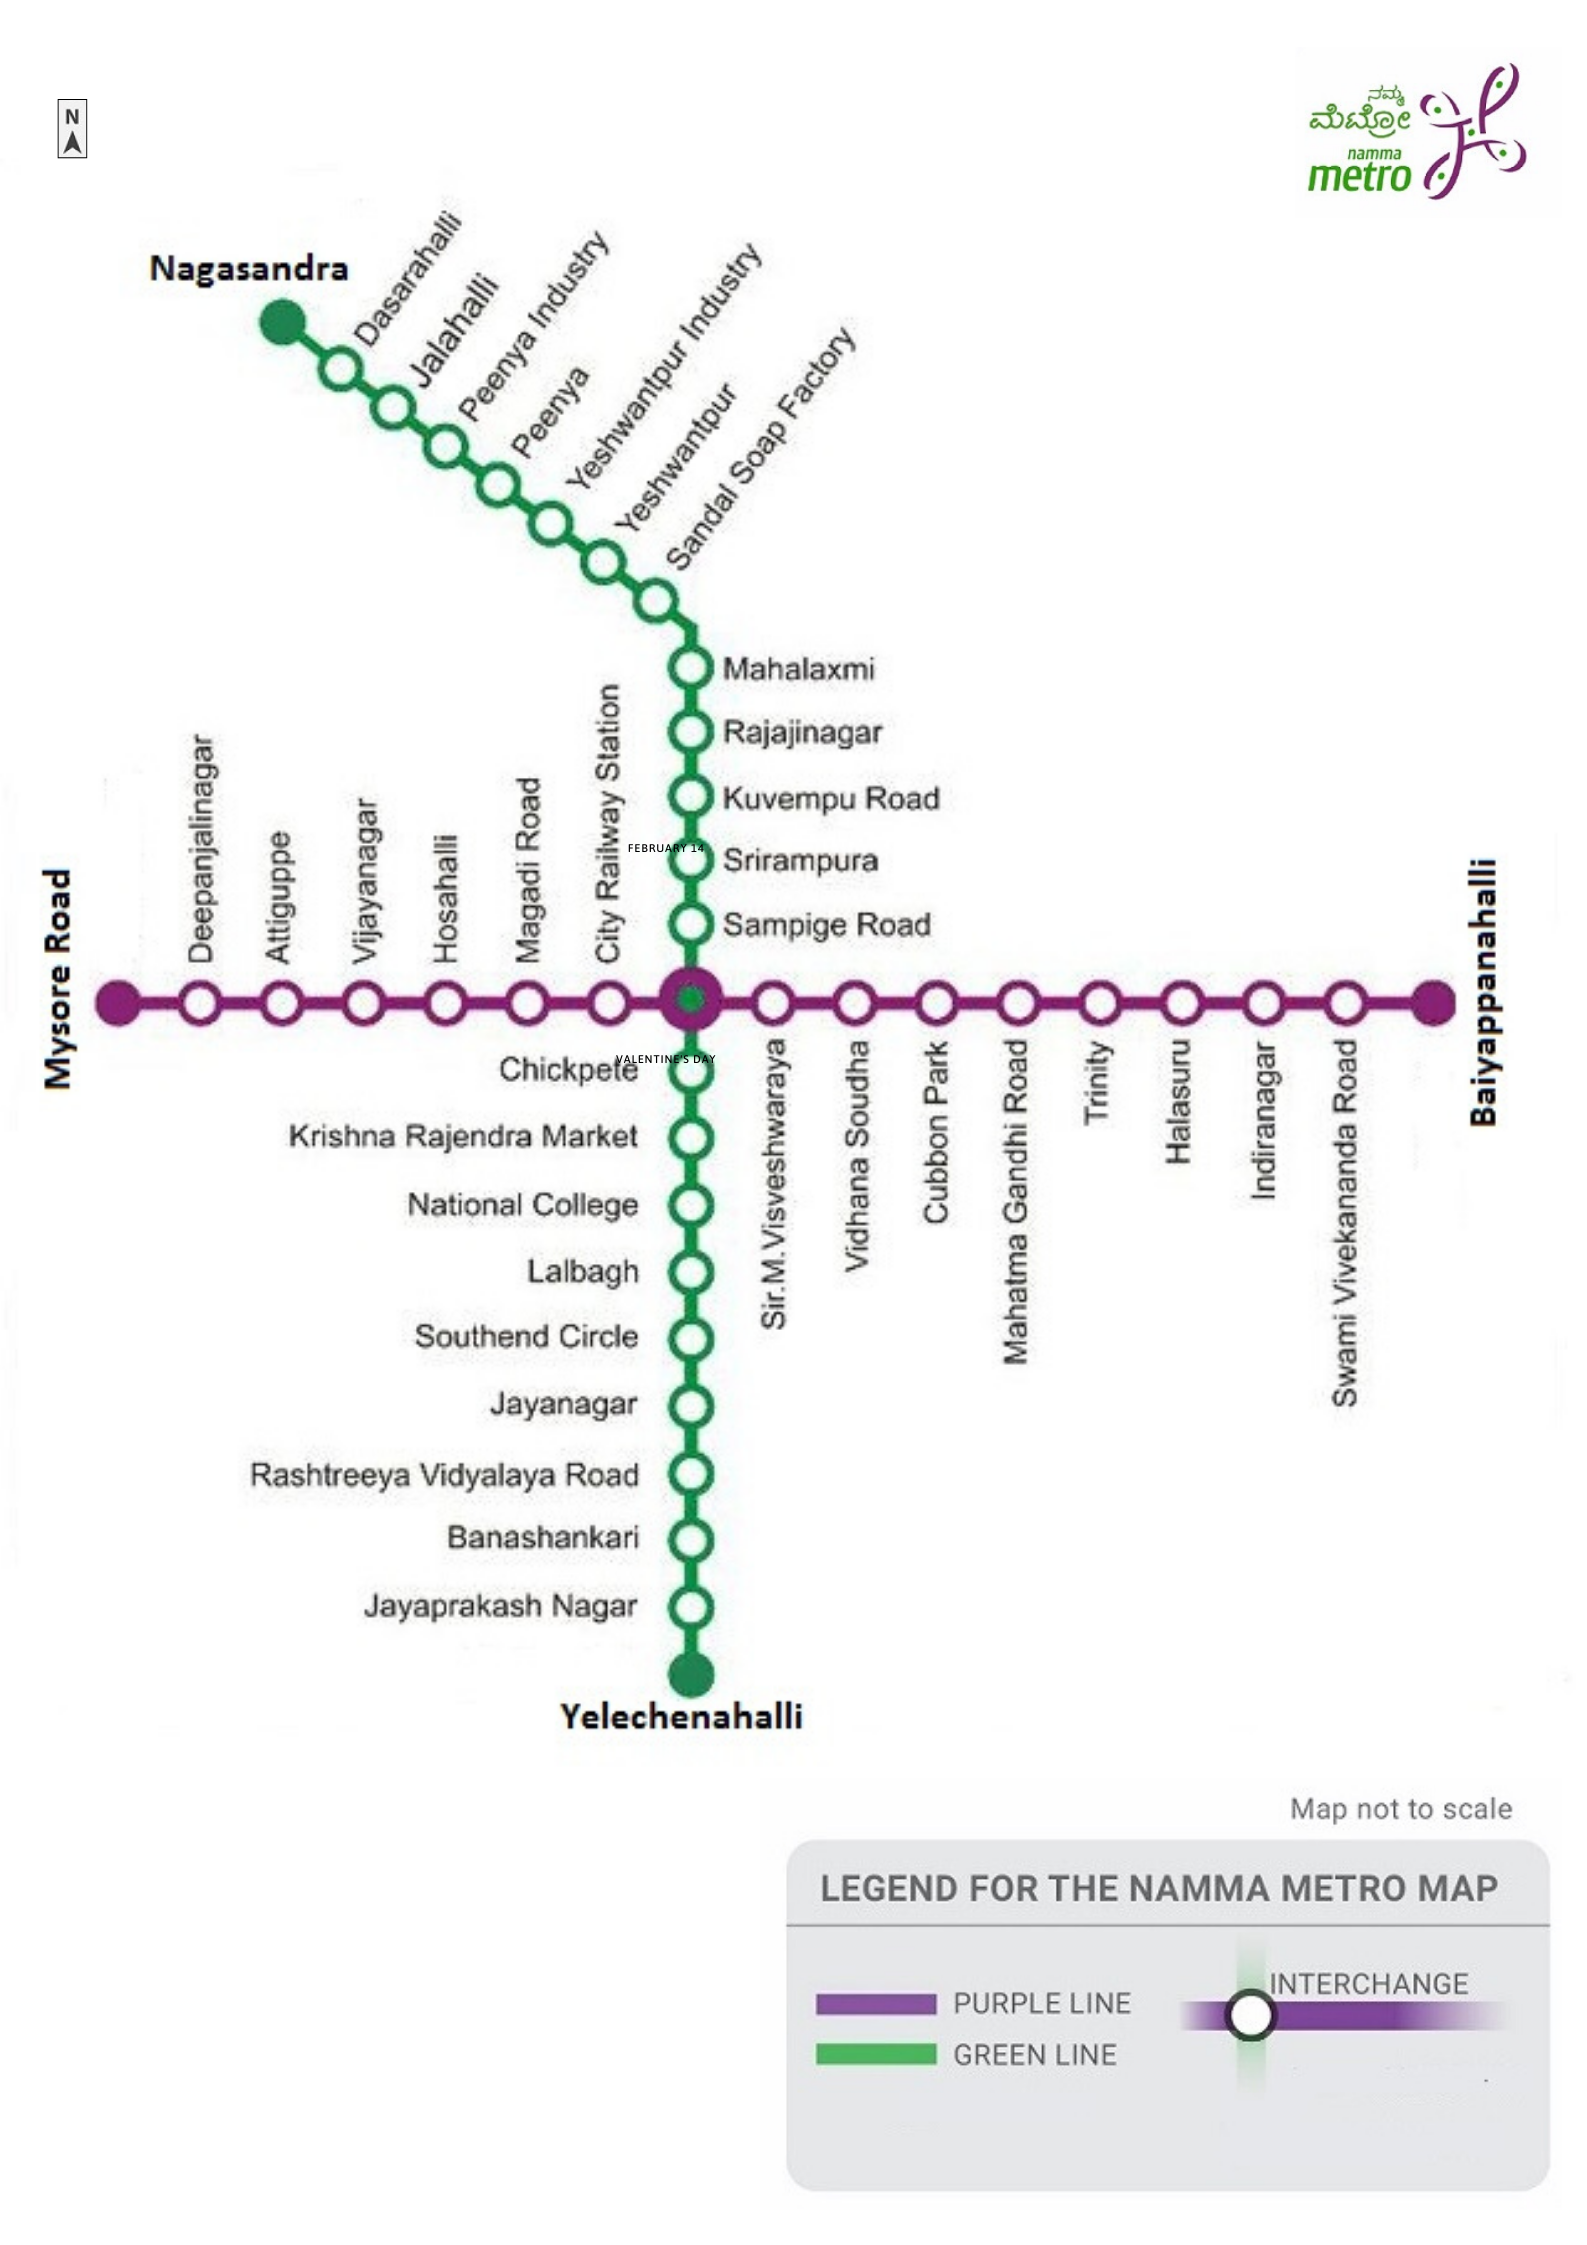 N
ನಮ್ಮ
ಮೆಟ್ರೋ
namma
metro
Nagasandra
Dasarahalli
Jalahalli
Peenya Industry
Peenya
Yeshwantpur Industry
Yeshwantpur
Sandal Soap Factory
Mahalaxmi
Rajajinagar
Kuvempu Road
FEBRUARY 14
Srirampura
Sampige Road
Mysore Road
Deepanjalinagar
Attiguppe
Vijayanagar
Hosahalli
Magadi Road
City Railway Station
Sir.M.Visveshwaraya
Vidhana Soudha
Cubbon Park
Mahatma Gandhi Road
Trinity
Halasuru
Indiranagar
Swami Vivekananda Road
Baiyappanahalli
VALENTINE'S DAY
Chickpete
Krishna Rajendra Market
National College
Lalbagh
Southend Circle
Jayanagar
Rashtreeya Vidyalaya Road
Banashankari
Jayaprakash Nagar
Yelechenahalli
Map not to scale
LEGEND FOR THE NAMMA METRO MAP
PURPLE LINE
GREEN LINE
INTERCHANGE